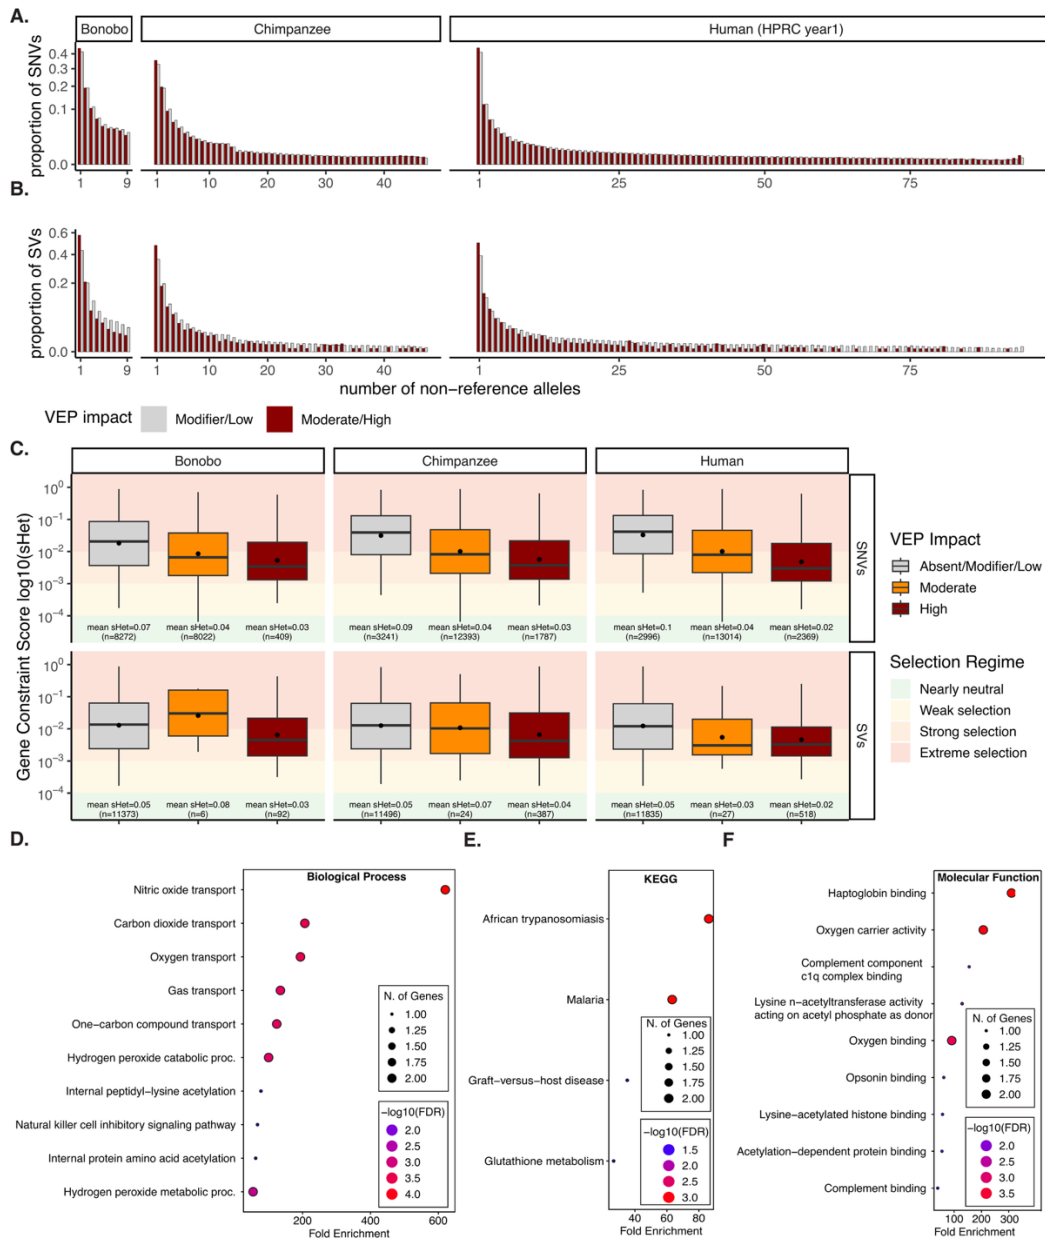 A.
Bonobo
Chimpanzee
Human (HPRC year1)
proportion of SNVs
0.4
0.3
0.2
0.1
0.0
1
9
1
10
20
30
40
1
25
50
75
B.
proportion of SVs
0.6
0.4
0.2
0.0
1
9
1
10
20
30
40
1
25
50
75
number of non−reference alleles
VEP impact
Modifier/Low
Moderate/High
C.
Bonobo
Chimpanzee
Human
Gene Constraint Score log10(sHet)
10⁰
10⁻¹
10⁻²
10⁻³
10⁻⁴
mean sHet=0.07
(n=8272)
mean sHet=0.04
(n=8022)
mean sHet=0.03
(n=409)
mean sHet=0.09
(n=3241)
mean sHet=0.04
(n=12393)
mean sHet=0.03
(n=1787)
mean sHet=0.1
(n=2996)
mean sHet=0.04
(n=13014)
mean sHet=0.02
(n=2369)
SNVs
10⁰
10⁻¹
10⁻²
10⁻³
10⁻⁴
mean sHet=0.05
(n=11373)
mean sHet=0.08
(n=6)
mean sHet=0.03
(n=92)
mean sHet=0.05
(n=11496)
mean sHet=0.07
(n=24)
mean sHet=0.04
(n=387)
mean sHet=0.05
(n=11835)
mean sHet=0.03
(n=27)
mean sHet=0.02
(n=518)
SVs
VEP Impact
Absent/Modifier/Low
Moderate
High
Selection Regime
Nearly neutral
Weak selection
Strong selection
Extreme selection
D.
Biological Process
Nitric oxide transport
Carbon dioxide transport
Oxygen transport
Gas transport
One−carbon compound transport
Hydrogen peroxide catabolic proc.
Internal peptidyl−lysine acetylation
Natural killer cell inhibitory signaling pathway
Internal protein amino acid acetylation
Hydrogen peroxide metabolic proc.
N. of Genes
1.00
1.25
1.50
1.75
2.00
−log10(FDR)
2.0
2.5
3.0
3.5
4.0
200
400
600
Fold Enrichment
E.
KEGG
African trypanosomiasis
Malaria
Graft−versus−host disease
Glutathione metabolism
N. of Genes
1.00
1.25
1.50
1.75
2.00
−log10(FDR)
1.5
2.0
2.5
3.0
40
60
80
Fold Enrichment
F
Molecular Function
Haptoglobin binding
Oxygen carrier activity
Complement component
c1q complex binding
Lysine n−acetyltransferase activity
acting on acetyl phosphate as donor
Oxygen binding
Opsonin binding
Lysine−acetylated histone binding
Acetylation−dependent protein binding
Complement binding
N. of Genes
1.00
1.25
1.50
1.75
2.00
−log10(FDR)
2.0
2.5
3.0
3.5
100
200
300
Fold Enrichment